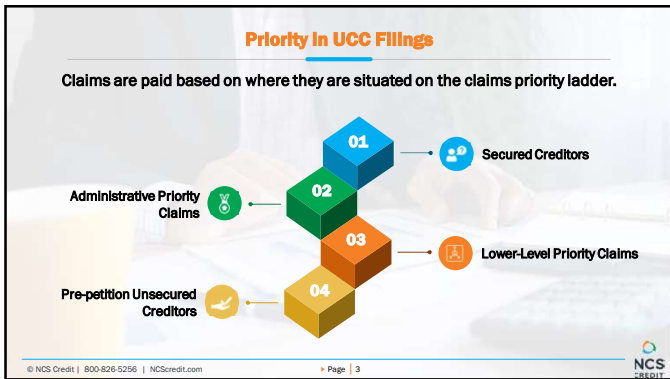 Priority in UCC Filings
Claims are paid based on where they are situated on the claims priority ladder.
01
Secured Creditors
02
Administrative Priority
Claims
03
Lower-Level Priority Claims
04
Pre-petition Unsecured
Creditors
© NCS Credit | 800-826-5256 | NCScredit.com
Page | 3
NCS
CREDIT